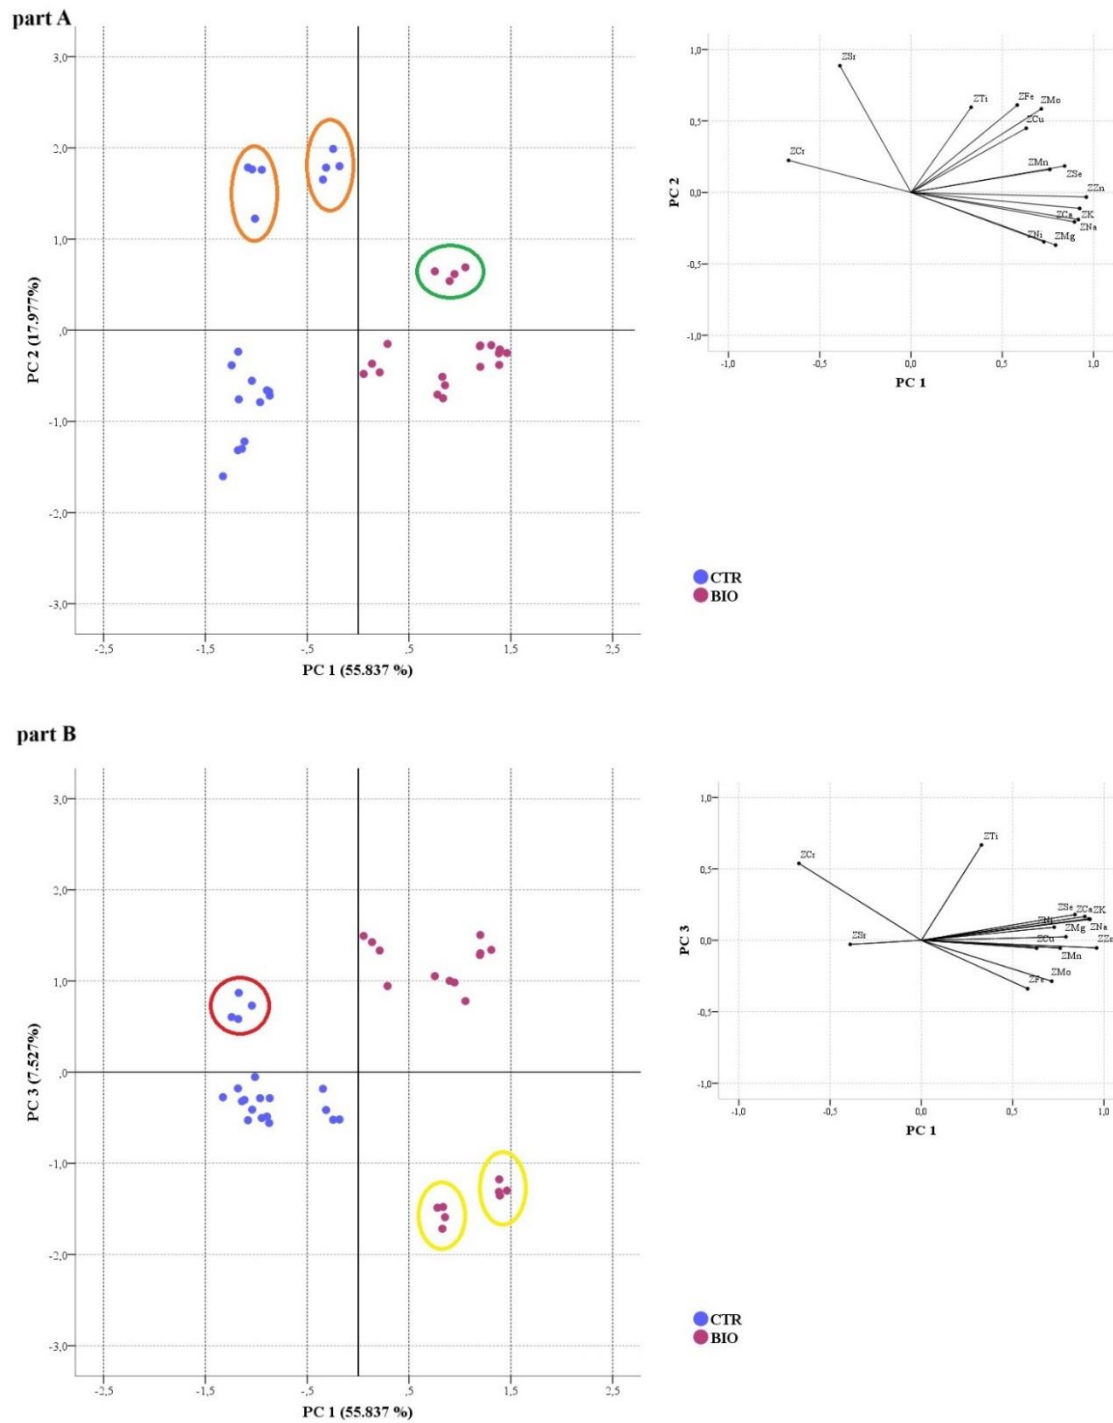 part A
3,0
2,0
1,0
,0
-1,0
-2,0
-3,0
PC 2 (17.977%)
-2,5
-1,5
-,5
,5
1,5
2,5
PC 1 (55.837 %)
1,0
0,5
0,0
-0,5
-1,0
PC 2
ZSr
ZCr
ZTi
ZFe
ZMo
ZCu
ZMn
ZSe
ZZn
ZCa
ZK
ZNa
ZNi
ZMg
-1,0
-0,5
0,0
0,5
1,0
PC 1
CTR
BIO
part B
3,0
2,0
1,0
,0
-1,0
-2,0
-3,0
PC 3 (7.527%)
-2,5
-1,5
-,5
,5
1,5
2,5
PC 1 (55.837 %)
1,0
0,5
0,0
-0,5
-1,0
PC 3
ZCr
ZTi
ZSr
ZSe
ZCa
ZK
ZNi
ZNa
ZMg
ZCu
ZMn
ZZn
ZMo
ZFe
-1,0
-0,5
0,0
0,5
1,0
PC 1
CTR
BIO